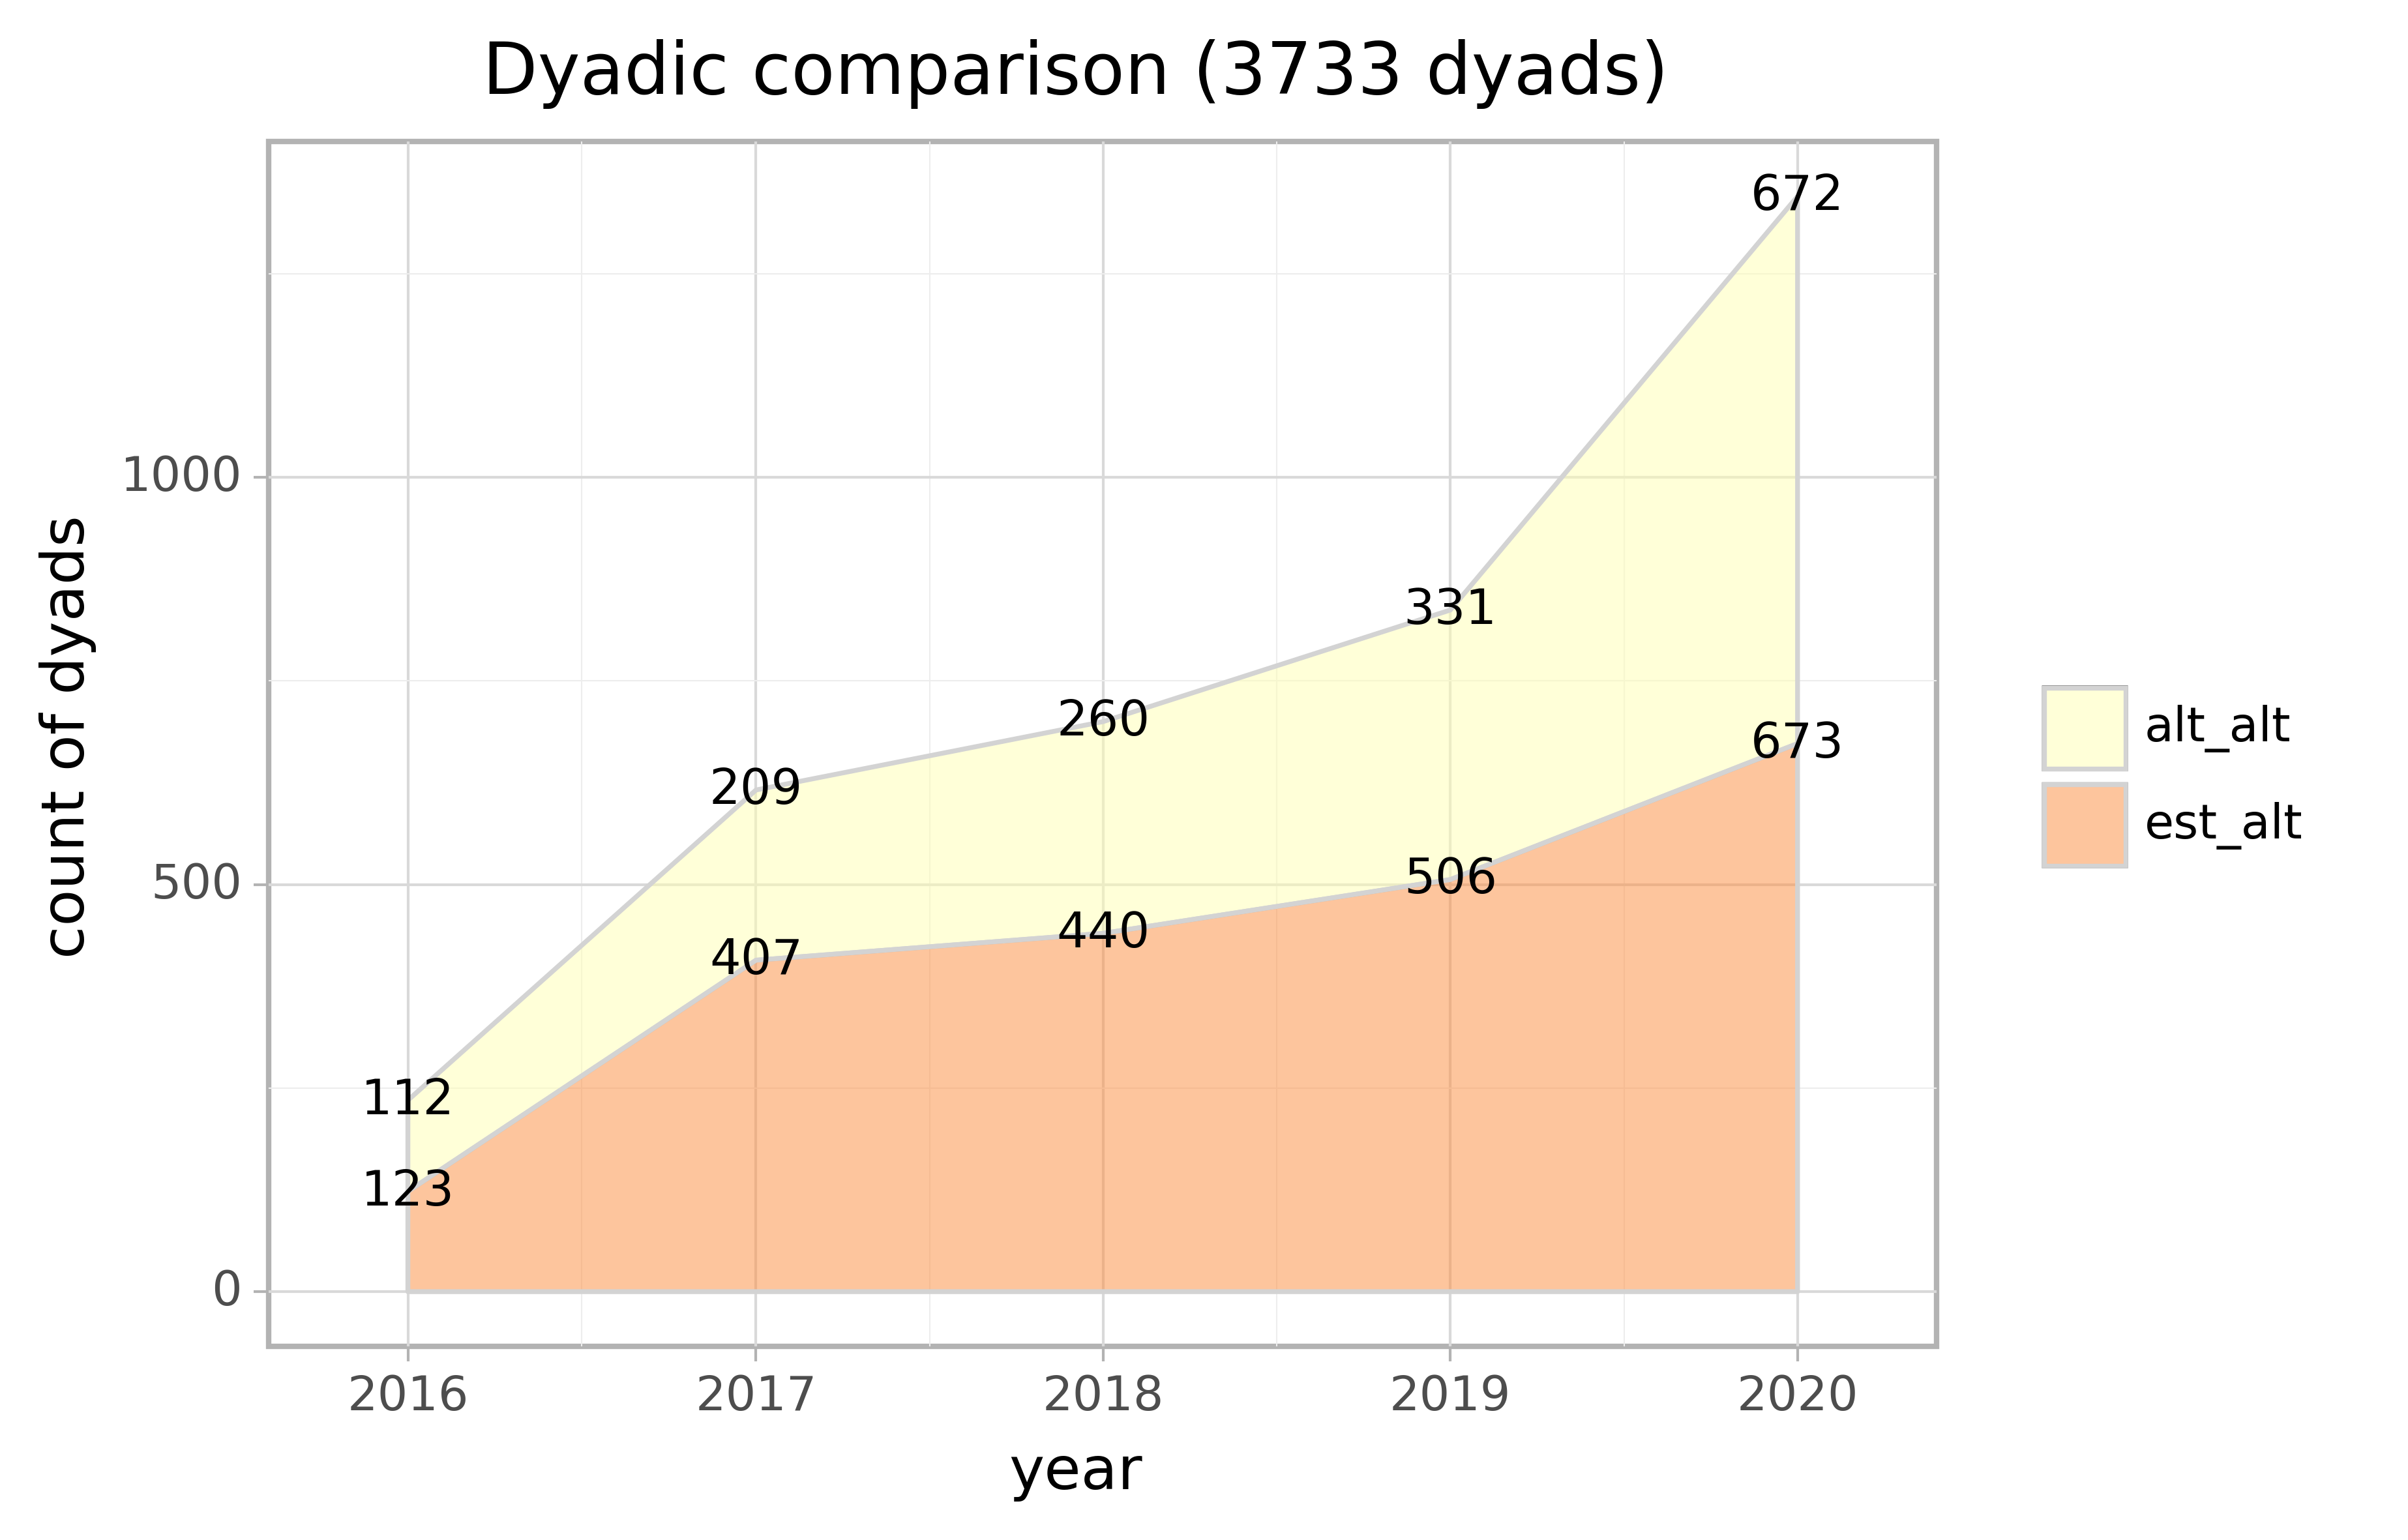 Dyadic comparison (3733 dyads)
672
1000
331
673
260
209
506
500
440
407
112
123
0
count of dyads
alt_alt
est_alt
2016 2017 2018 2019 2020
year